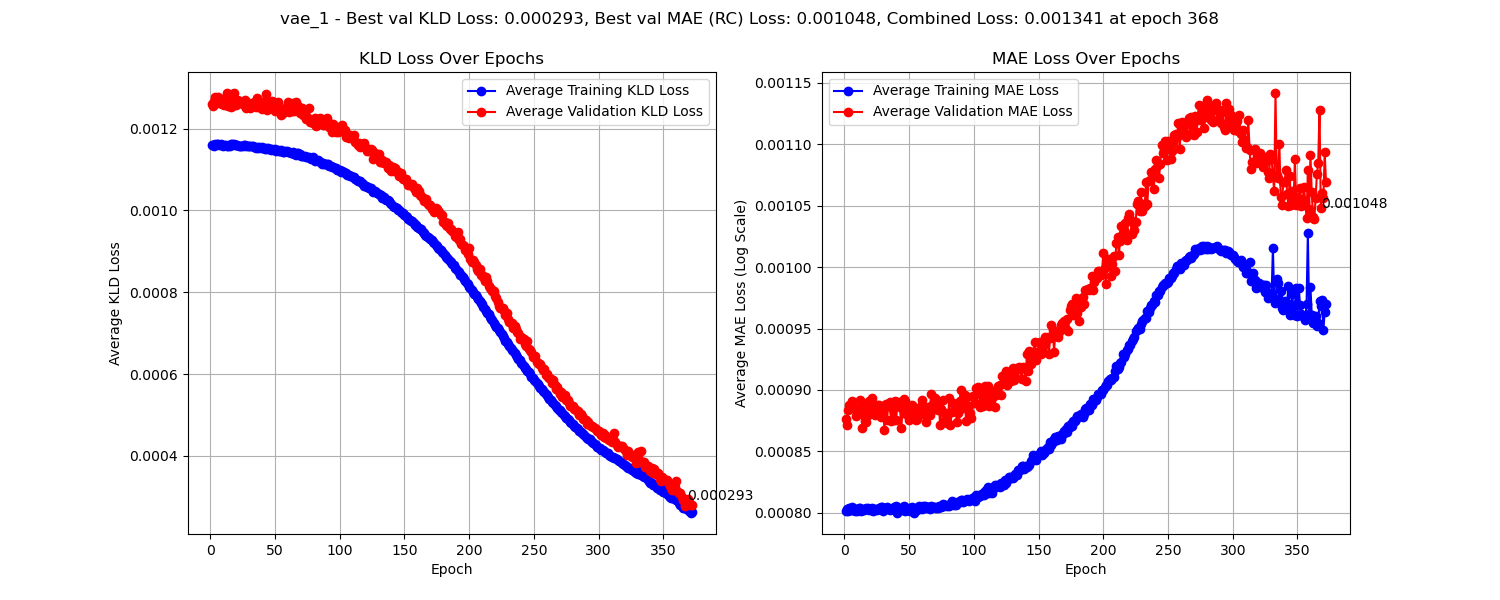 vae_1 - Best val KLD Loss: 0.000293, Best val MAE (RC) Loss: 0.001048, Combined Loss: 0.001341 at epoch 368
KLD Loss Over Epochs
Average Training KLD Loss
Average Validation KLD Loss
Average KLD Loss
0.0012
0.0010
0.0008
0.0006
0.0004
0.000293
0 50 100 150 200 250 300 350
Epoch
MAE Loss Over Epochs
Average Training MAE Loss
Average Validation MAE Loss
Average MAE Loss (Log Scale)
0.00115
0.00110
0.00105
0.00100
0.00095
0.00090
0.00085
0.00080
0.001048
0 50 100 150 200 250 300 350
Epoch